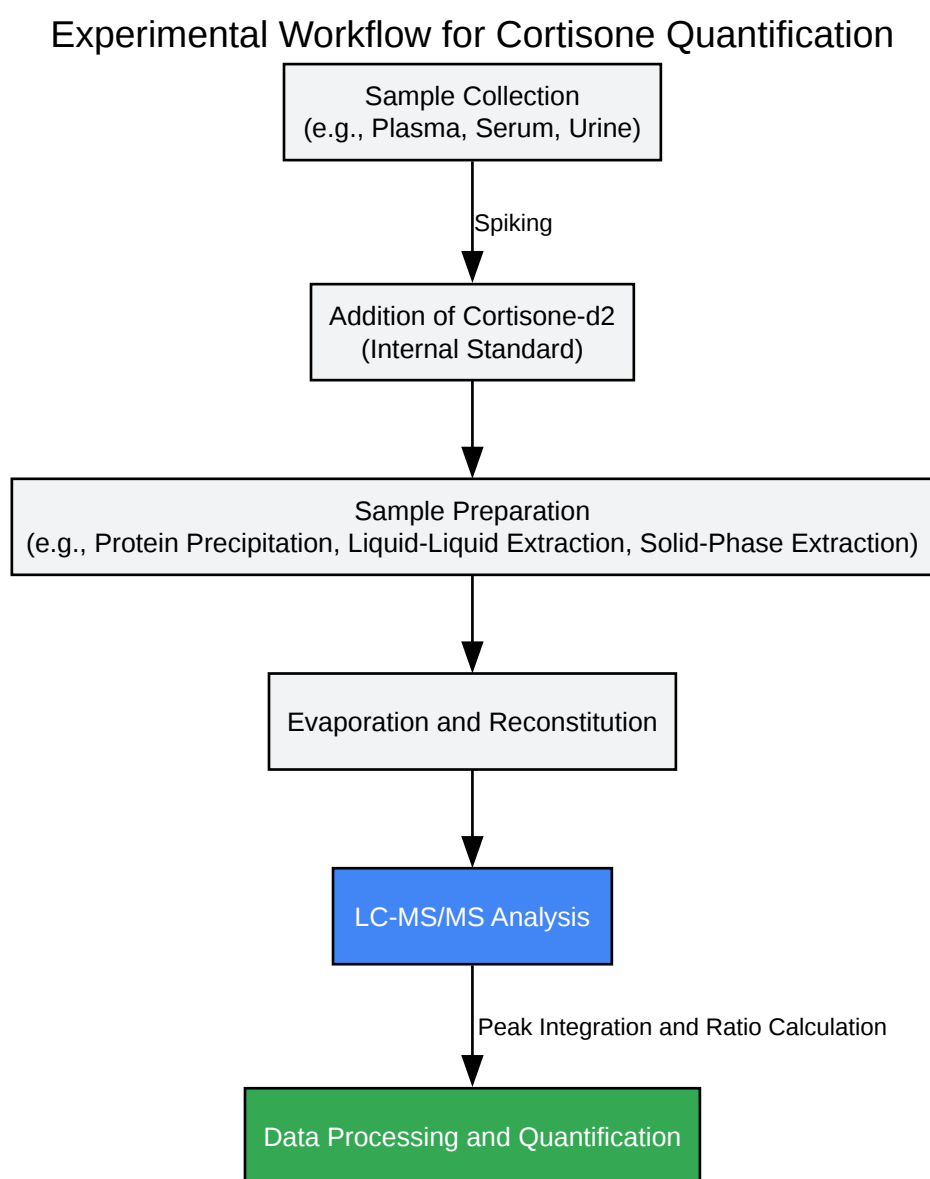 Experimental Workflow for Cortisone Quantification
Sample Collection
(e.g., Plasma, Serum, Urine)
Spiking
Addition of Cortisone-d2
(Internal Standard)
Sample Preparation
(e.g., Protein Precipitation, Liquid-Liquid Extraction, Solid-Phase Extraction)
Evaporation and Reconstitution
LC-MS/MS Analysis
Peak Integration and Ratio Calculation
Data Processing and Quantification